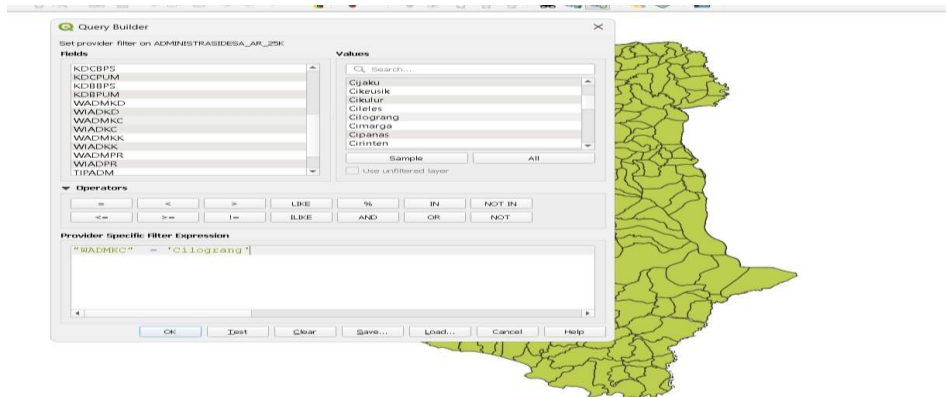 Query Builder
Set provider filter on ADMINISTRASIDESA_AR_25K
Fields
KDCBPS
KDCPUM
KDBBPS
KDBPUM
WADMKD
WIADKD
WADMKC
WIADKC
WADMKK
WIADKK
WADMPR
WIADPR
TIPADM
Values
Search...
Cijaku
Cikeusik
Cikulur
Cileles
Cilograng
Cimarga
Cipanas
Cirinten
Sample All
Use unfiltered layer
Operators
= < > LIKE % IN NOT IN
<= >= != ILIKE AND OR NOT
Provider Specific Filter Expression
"WADMKC" = 'Cilograng'
OK Test Clear Save... Load... Cancel Help